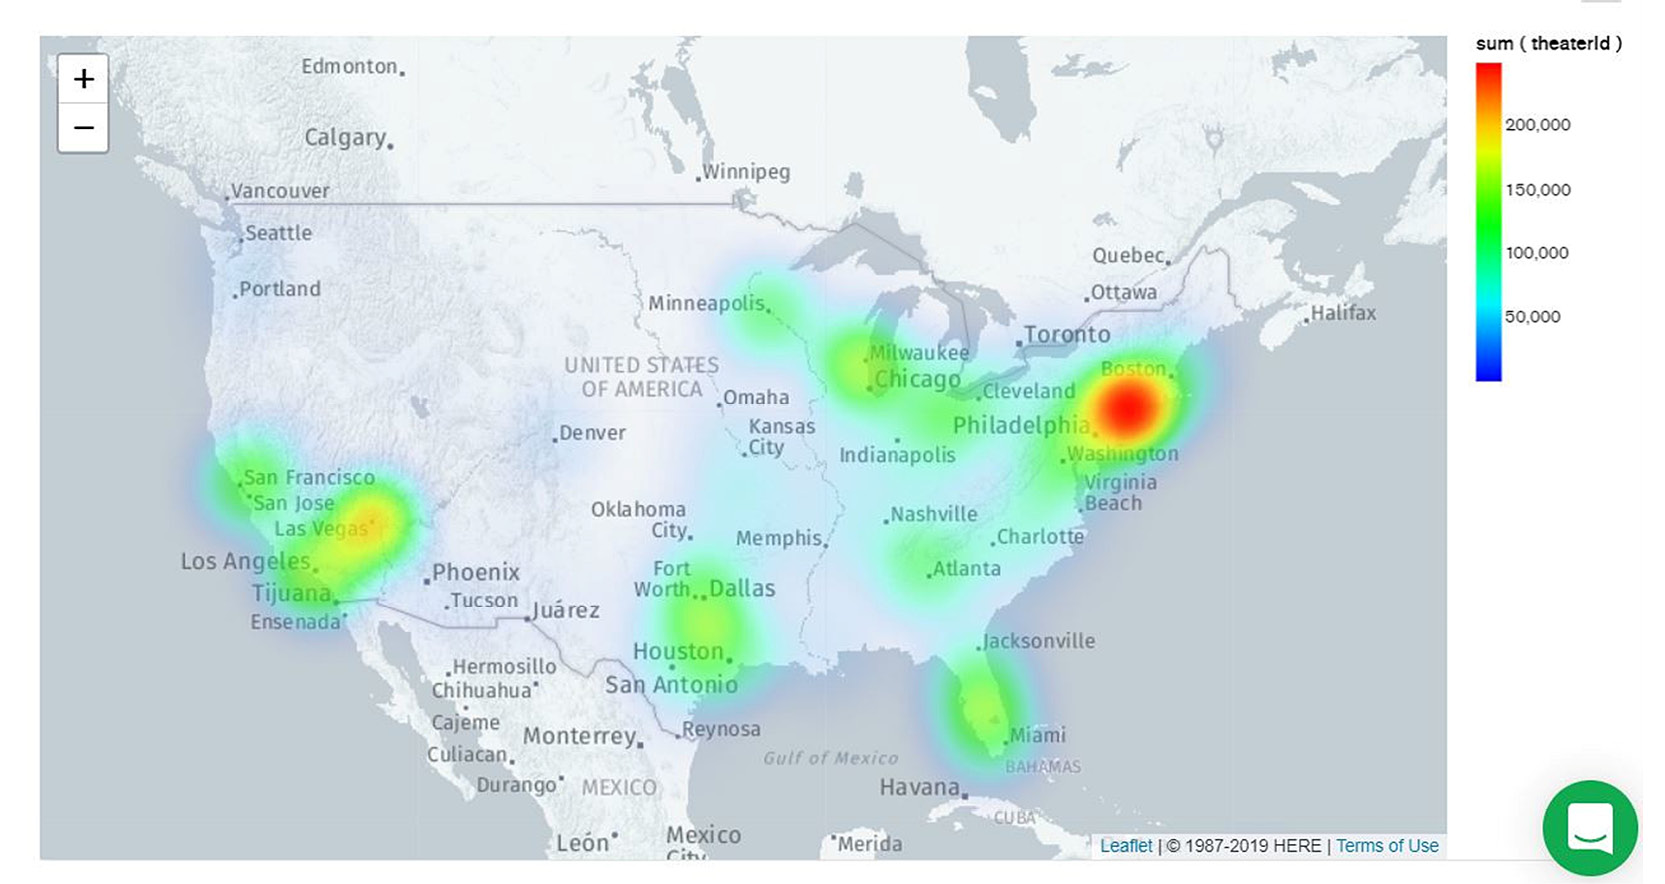 sum ( theaterId )
200,000
150,000
100,000
50,000
+
−
Edmonton
Calgary
Winnipeg
Vancouver
Seattle
Portland
Quebec
Ottawa
Halifax
Toronto
Minneapolis
Milwaukee
Chicago
Boston
Cleveland
UNITED STATES
OF AMERICA
Omaha
Philadelphia
Denver
Kansas
City
Indianapolis
Washington
San Francisco
San Jose
Las Vegas
Virginia
Beach
Oklahoma
City
Memphis
Nashville
Charlotte
Los Angeles
Phoenix
Fort
Worth
Dallas
Atlanta
Tijuana
Tucson
Juárez
Ensenada
Houston
Jacksonville
Hermosillo
San Antonio
Chihuahua
Cajeme
Monterrey
Reynosa
Miami
Culiacan
Gulf of Mexico
BAHAMAS
Durango
MEXICO
Havana
CUBA
León
Mexico
City
Merida
Leaflet | © 1987-2019 HERE | Terms of Use